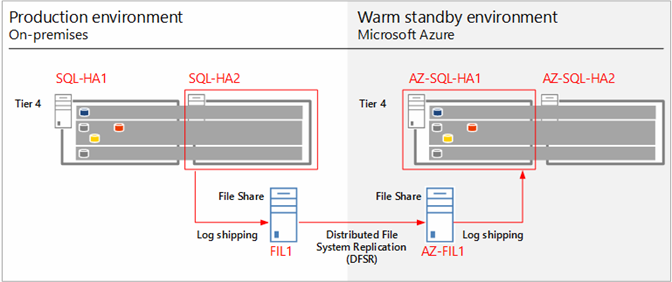 Production environment
On-premises
Warm standby environment
Microsoft Azure
SQL-HA1
SQL-HA2
AZ-SQL-HA1
AZ-SQL-HA2
Tier 4
Tier 4
File Share
File Share
Log shipping
FIL1
Distributed File
System Replication
(DFSR)
AZ-FIL1
Log shipping